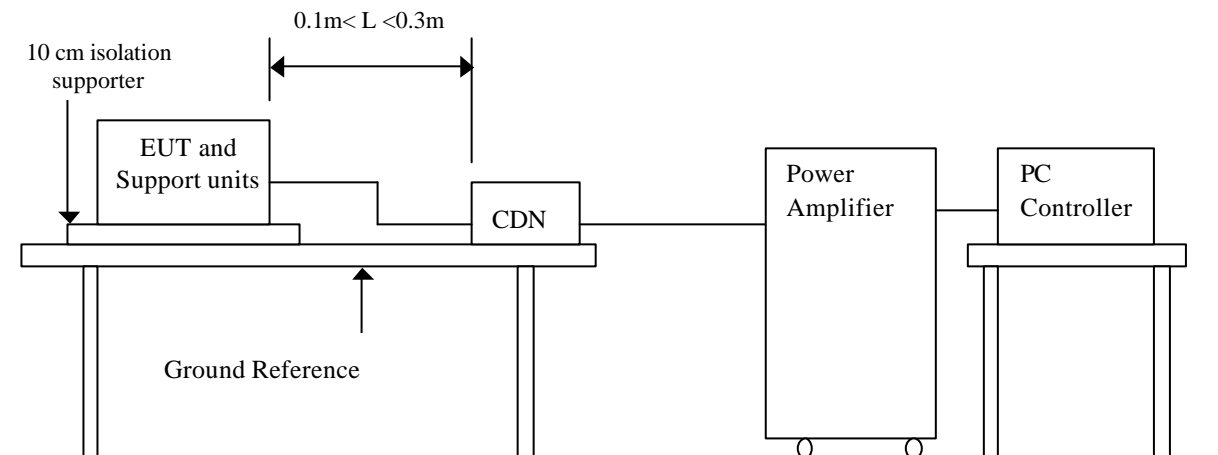 0.1m< L <0.3m
10 cm isolation
supporter
EUT and
Support units
CDN
Power
Amplifier
PC
Controller
Ground Reference